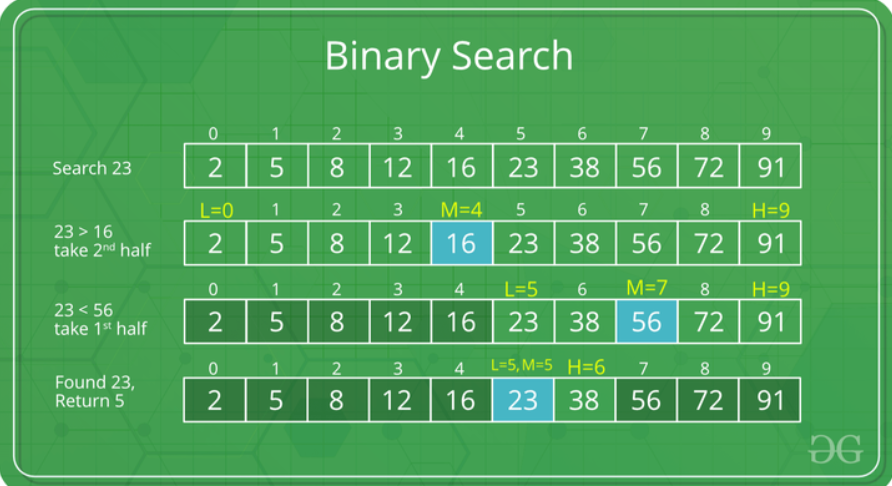 Binary Search
0 1 2 3 4 5 6 7 8 9
Search 23
2 5 8 12 16 23 38 56 72 91
L=0 1 2 3 M=4 5 6 7 8 H=9
23 > 16
take 2nd half
2 5 8 12 16 23 38 56 72 91
0 1 2 3 4 L=5 6 M=7 8 H=9
23 < 56
take 1st half
2 5 8 12 16 23 38 56 72 91
0 1 2 3 4 L=5, M=5 H=6 7 8 9
Found 23,
Return 5
2 5 8 12 16 23 38 56 72 91